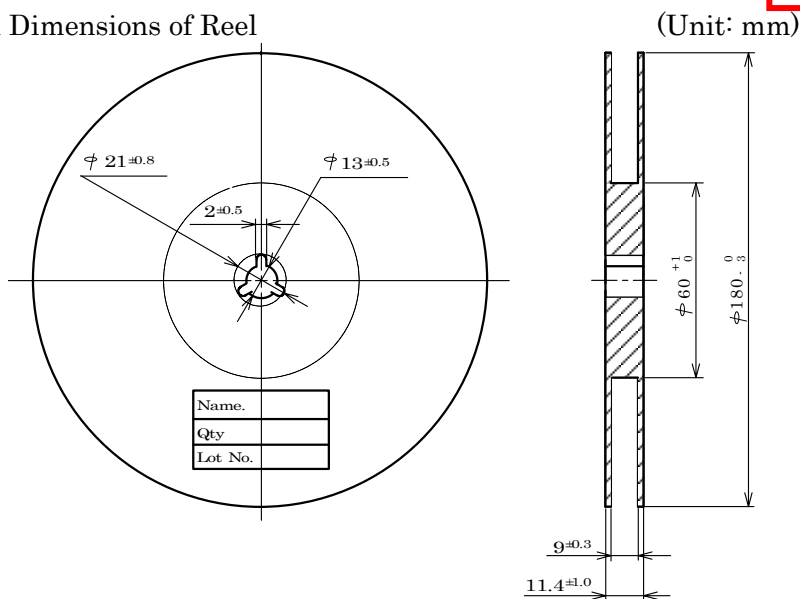 Dimensions of Reel
(Unit: mm)
φ 21±0.8
φ 13±0.5
2±0.5
φ60 +1 0
φ180. 0 3
Name.
Qty
Lot No.
9±0.3
11.4±1.0